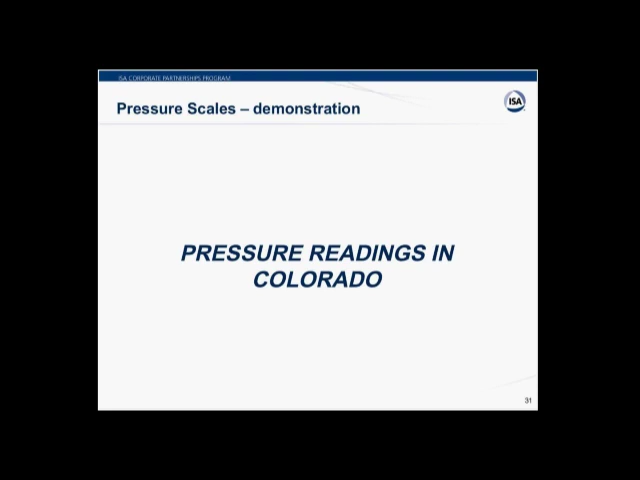 ISA CORPORATE PARTNERSHIPS PROGRAM
Pressure Scales – demonstration
ISA
PRESSURE READINGS IN
COLORADO
31